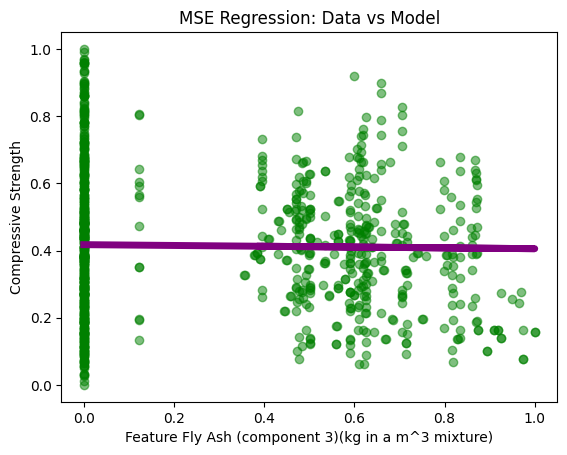 MSE Regression: Data vs Model
1.0
0.8
0.6
0.4
0.2
0.0
Compressive Strength
0.0 0.2 0.4 0.6 0.8 1.0
Feature Fly Ash (component 3)(kg in a m^3 mixture)